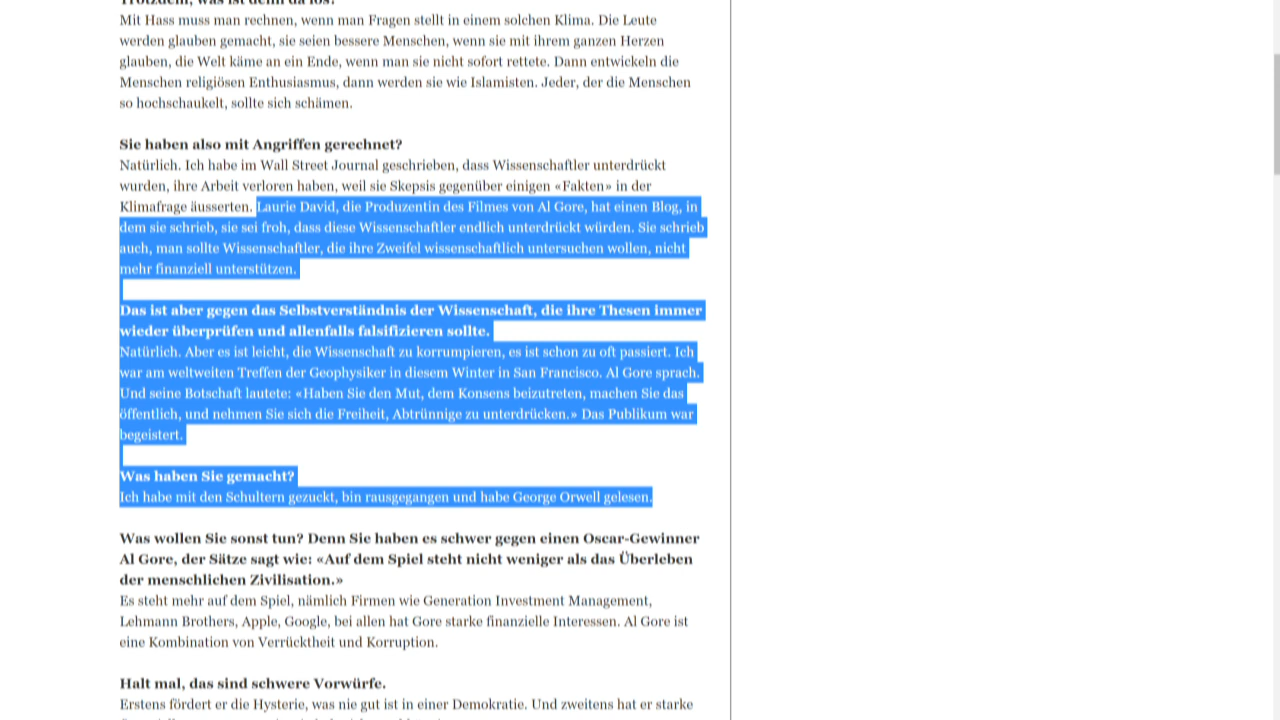 Trotzdem, was ist denn da los?
Mit Hass muss man rechnen, wenn man Fragen stellt in einem solchen Klima. Die Leute
werden glauben gemacht, sie seien bessere Menschen, wenn sie mit ihrem ganzen Herzen
glauben, die Welt käme an ein Ende, wenn man sie nicht sofort rettete. Dann entwickeln die
Menschen religiösen Enthusiasmus, dann werden sie wie Islamisten. Jeder, der die Menschen
so hochschaukelt, sollte sich schämen.
Sie haben also mit Angriffen gerechnet?
Natürlich. Ich habe im Wall Street Journal geschrieben, dass Wissenschaftler unterdrückt
wurden, ihre Arbeit verloren haben, weil sie Skepsis gegenüber einigen «Fakten» in der
Klimafrage äusserten. Laurie David, die Produzentin des Filmes von Al Gore, hat einen Blog, in
dem sie schrieb, sie sei froh, dass diese Wissenschaftler endlich unterdrückt würden. Sie schrieb
auch, man sollte Wissenschaftler, die ihre Zweifel wissenschaftlich untersuchen wollen, nicht
mehr finanziell unterstützen.
Das ist aber gegen das Selbstverständnis der Wissenschaft, die ihre Thesen immer
wieder überprüfen und allenfalls falsifizieren sollte.
Natürlich. Aber es ist leicht, die Wissenschaft zu korrumpieren, es ist schon zu oft passiert. Ich
war am weltweiten Treffen der Geophysiker in diesem Winter in San Francisco. Al Gore sprach.
Und seine Botschaft lautete: «Haben Sie den Mut, dem Konsens beizutreten, machen Sie das
öffentlich, und nehmen Sie sich die Freiheit, Abtrünnige zu unterdrücken.» Das Publikum war
begeistert.
Was haben Sie gemacht?
Ich habe mit den Schultern gezuckt, bin rausgegangen und habe George Orwell gelesen.
Was wollen Sie sonst tun? Denn Sie haben es schwer gegen einen Oscar-Gewinner
Al Gore, der Sätze sagt wie: «Auf dem Spiel steht nicht weniger als das Überleben
der menschlichen Zivilisation.»
Es steht mehr auf dem Spiel, nämlich Firmen wie Generation Investment Management,
Lehmann Brothers, Apple, Google, bei allen hat Gore starke finanzielle Interessen. Al Gore ist
eine Kombination von Verrücktheit und Korruption.
Halt mal, das sind schwere Vorwürfe.
Erstens fördert er die Hysterie, was nie gut ist in einer Demokratie. Und zweitens hat er starke